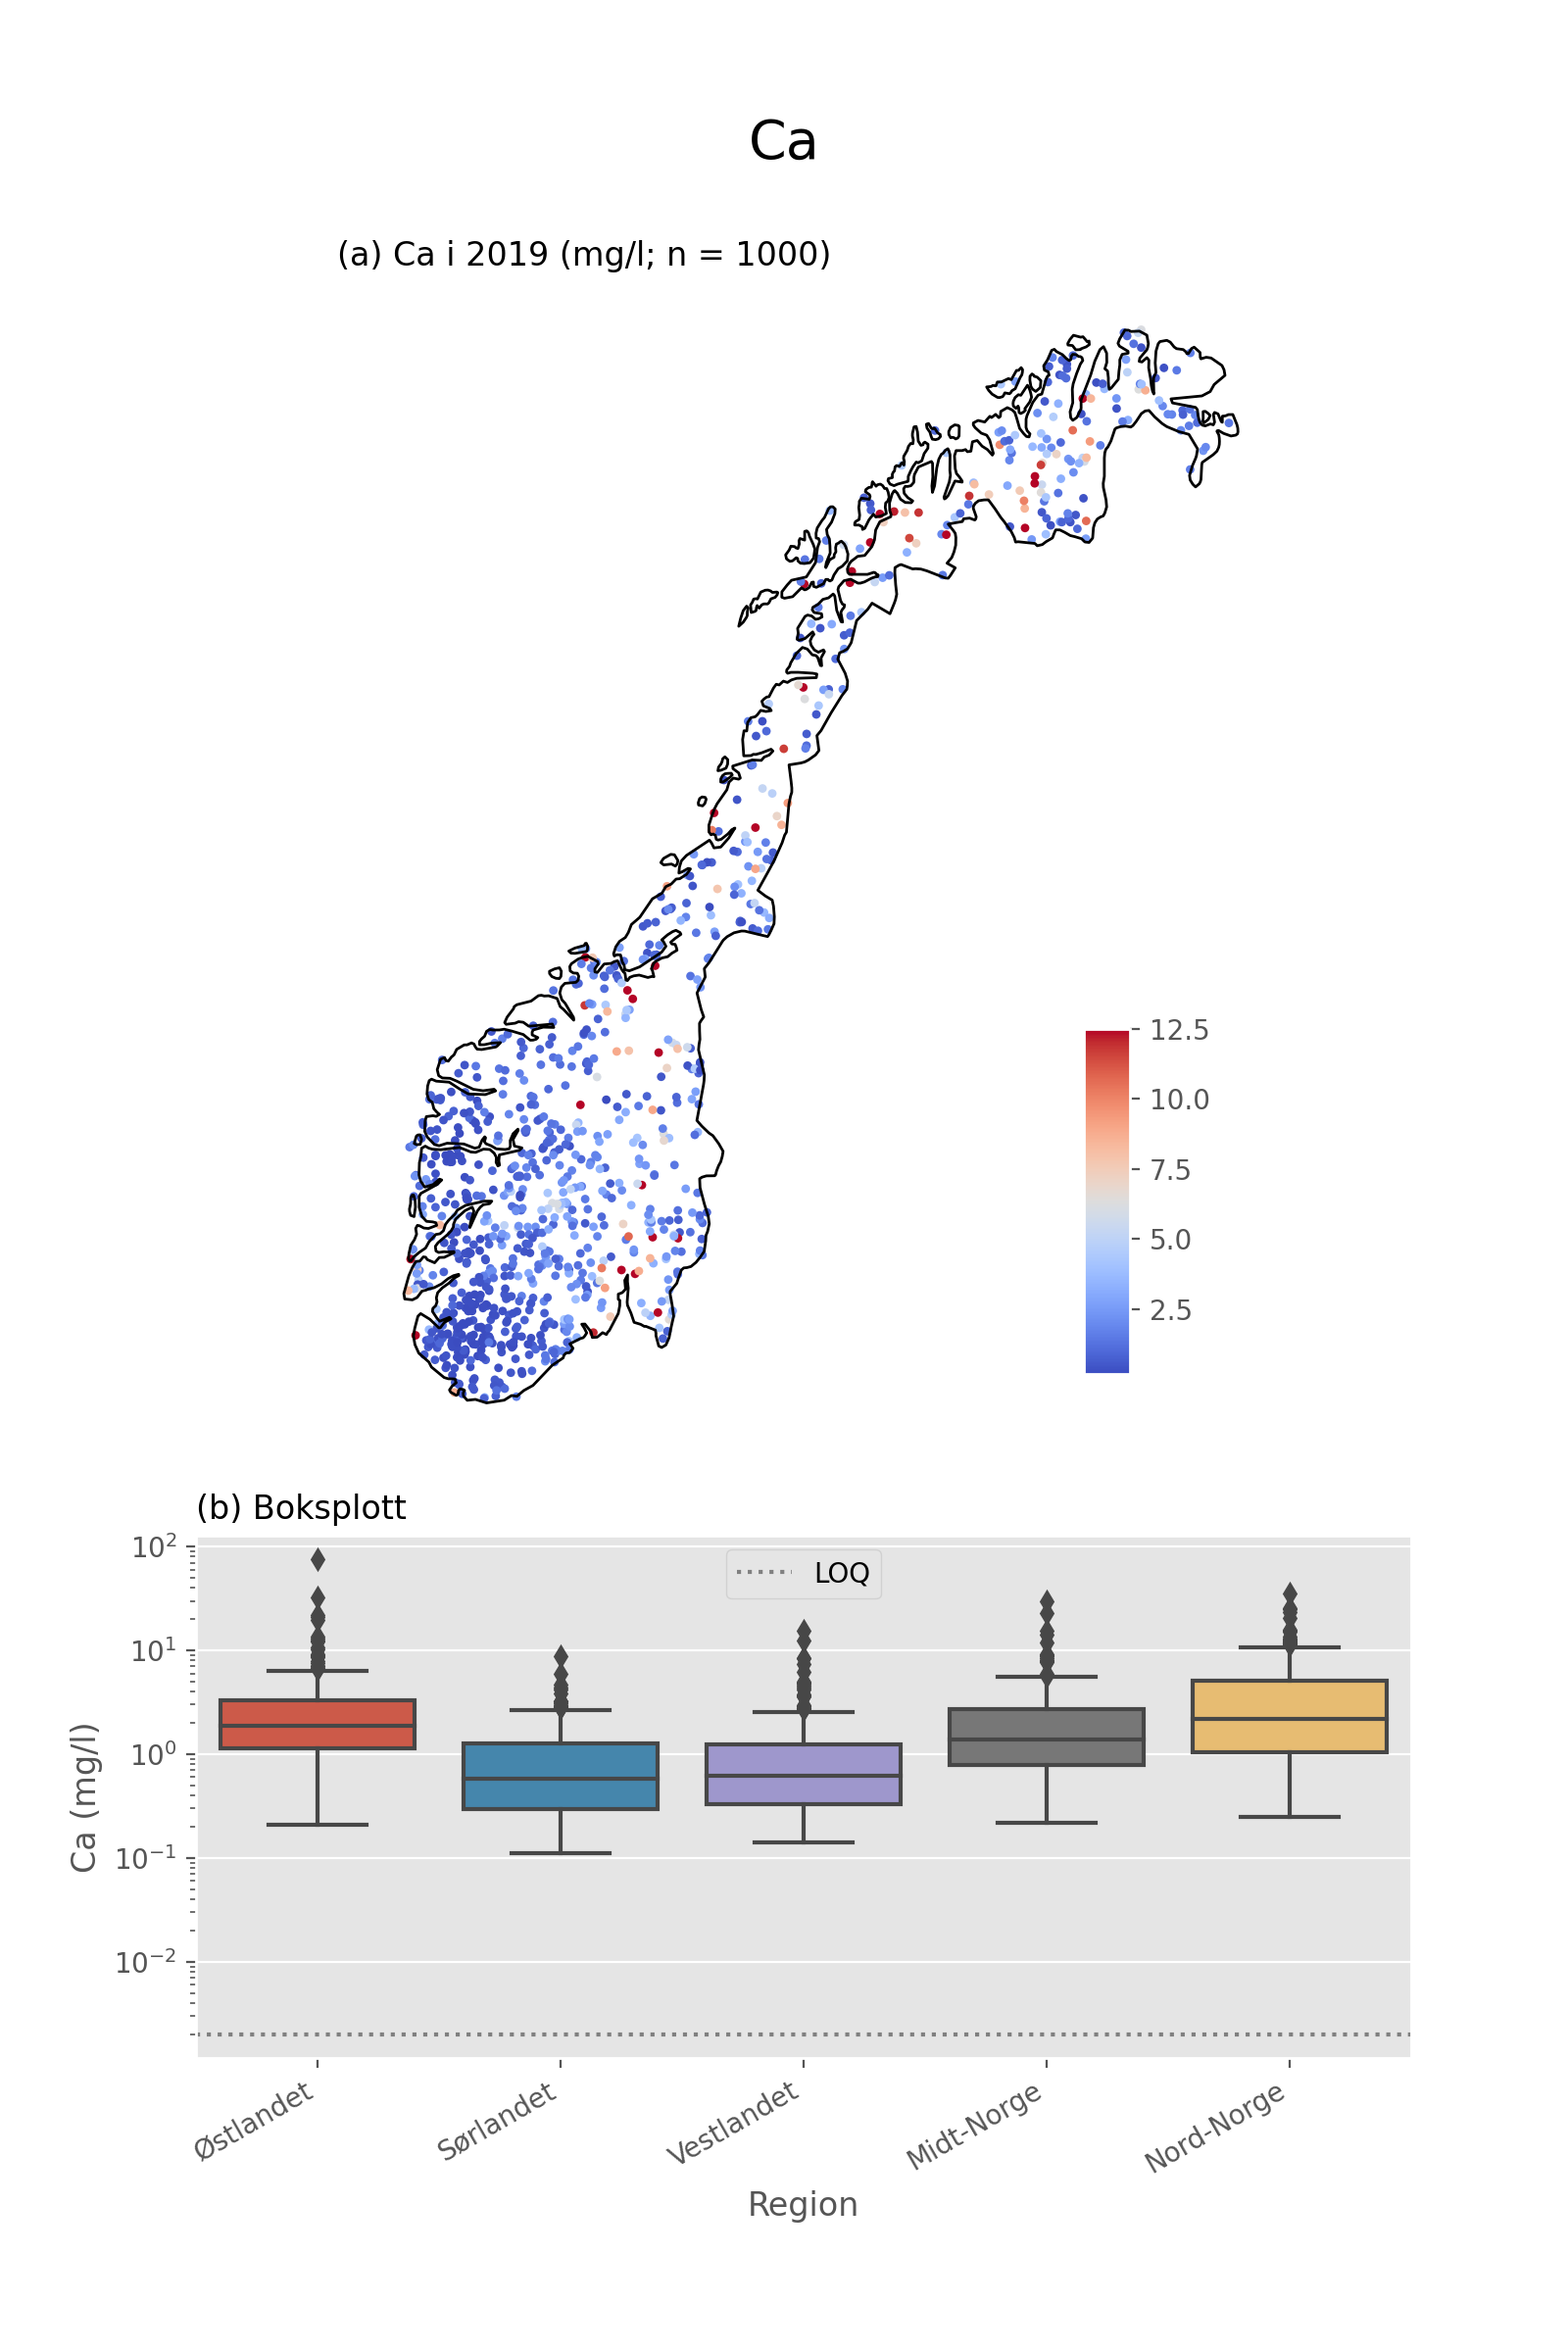 Ca
(a) Ca i 2019 (mg/l; n = 1000)
12.5
10.0
7.5
5.0
2.5
(b) Boksplott
LOQ
10²
10¹
10⁰
10⁻¹
10⁻²
Ca (mg/l)
Østlandet
Sørlandet
Vestlandet
Midt-Norge
Nord-Norge
Region